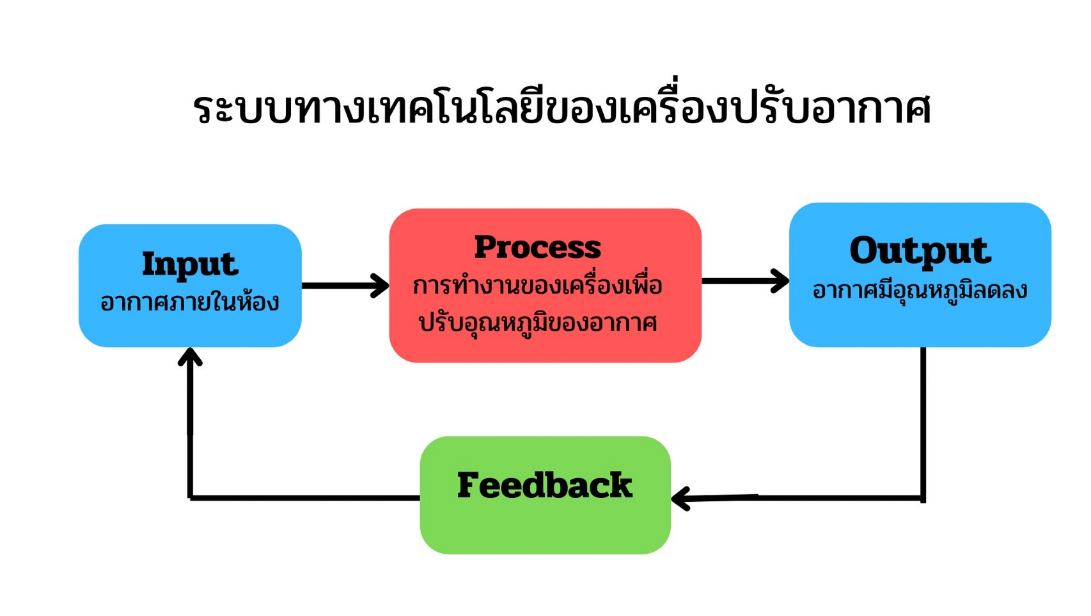 ระบบทางเทคโนโลยีของเครื่องปรับอากาศ
Input
อากาศภายในห้อง
Process
การทำงานของเครื่องเพื่อ
ปรับอุณหภูมิของอากาศ
Output
อากาศมีอุณหภูมิลดลง
Feedback